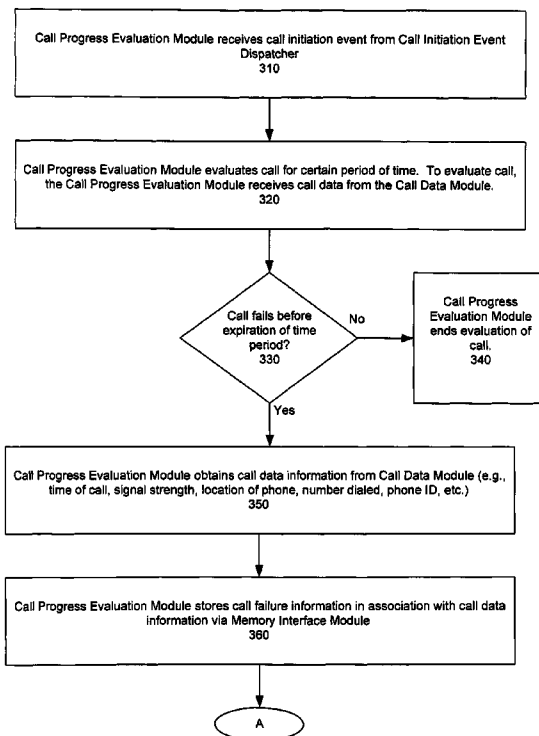 Call Progress Evaluation Module receives call initiation event from Call Initiation Event
Dispatcher
310
Call Progress Evaluation Module evaluates call for certain period of time. To evaluate call,
the Call Progress Evaluation Module receives call data from the Call Data Module.
320
Call fails before
expiration of time
period?
330
No
Call Progress
Evaluation Module
ends evaluation of
call.
340
Yes
Call Progress Evaluation Module obtains call data information from Call Data Module (e.g.,
time of call, signal strength, location of phone, number dialed, phone ID, etc.)
350
Call Progress Evaluation Module stores call failure information in association with call data
information via Memory Interface Module
360
A